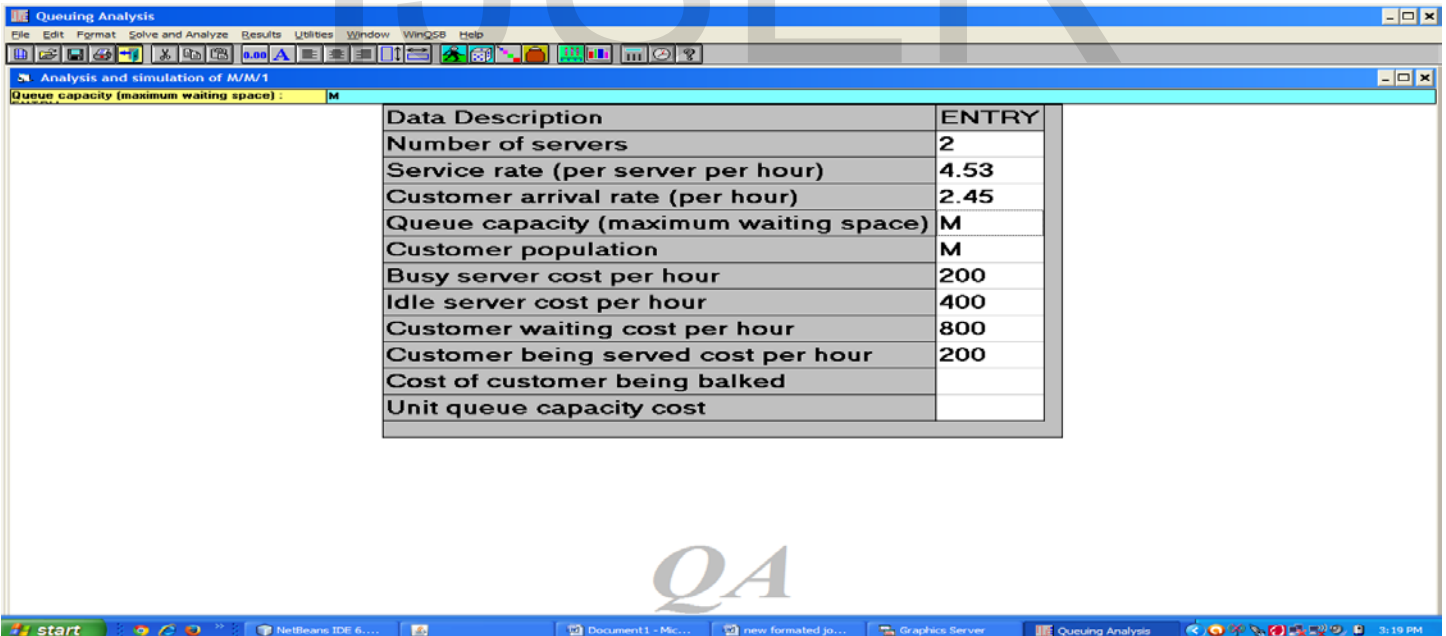 Queuing Analysis
File Edit Format Solve and Analyze Results Utilities Window WinQSB Help
0.00 A
Analysis and simulation of M/M/1
Queue capacity (maximum waiting space) : M
Data Description ENTRY
Number of servers 2
Service rate (per server per hour) 4.53
Customer arrival rate (per hour) 2.45
Queue capacity (maximum waiting space) M
Customer population M
Busy server cost per hour 200
Idle server cost per hour 400
Customer waiting cost per hour 800
Customer being served cost per hour 200
Cost of customer being balked
Unit queue capacity cost
QA
start NetBeans IDE 6.... Document1 - Mic... new formated jo... Graphics Server Queuing Analysis 3:19 PM